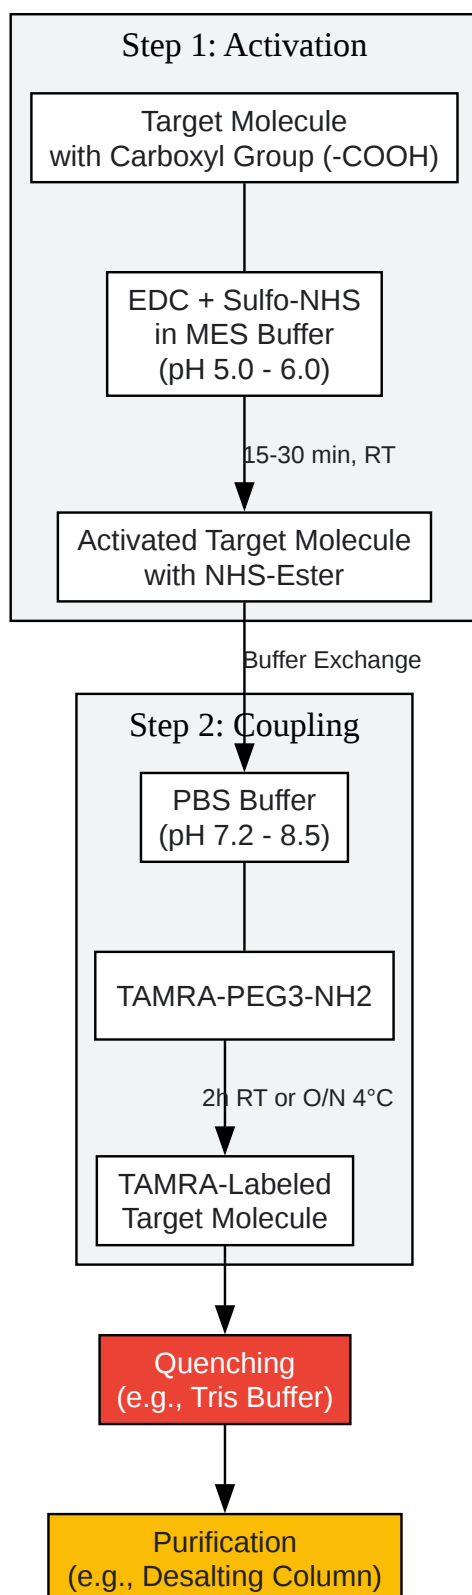 Step 1: Activation
Target Molecule
with Carboxyl Group (-COOH)
EDC + Sulfo-NHS
in MES Buffer
(pH 5.0 - 6.0)
15-30 min, RT
Activated Target Molecule
with NHS-Ester
Buffer Exchange
Step 2: Coupling
PBS Buffer
(pH 7.2 - 8.5)
TAMRA-PEG3-NH2
2h RT or O/N 4°C
TAMRA-Labeled
Target Molecule
Quenching
(e.g., Tris Buffer)
Purification
(e.g., Desalting Column)